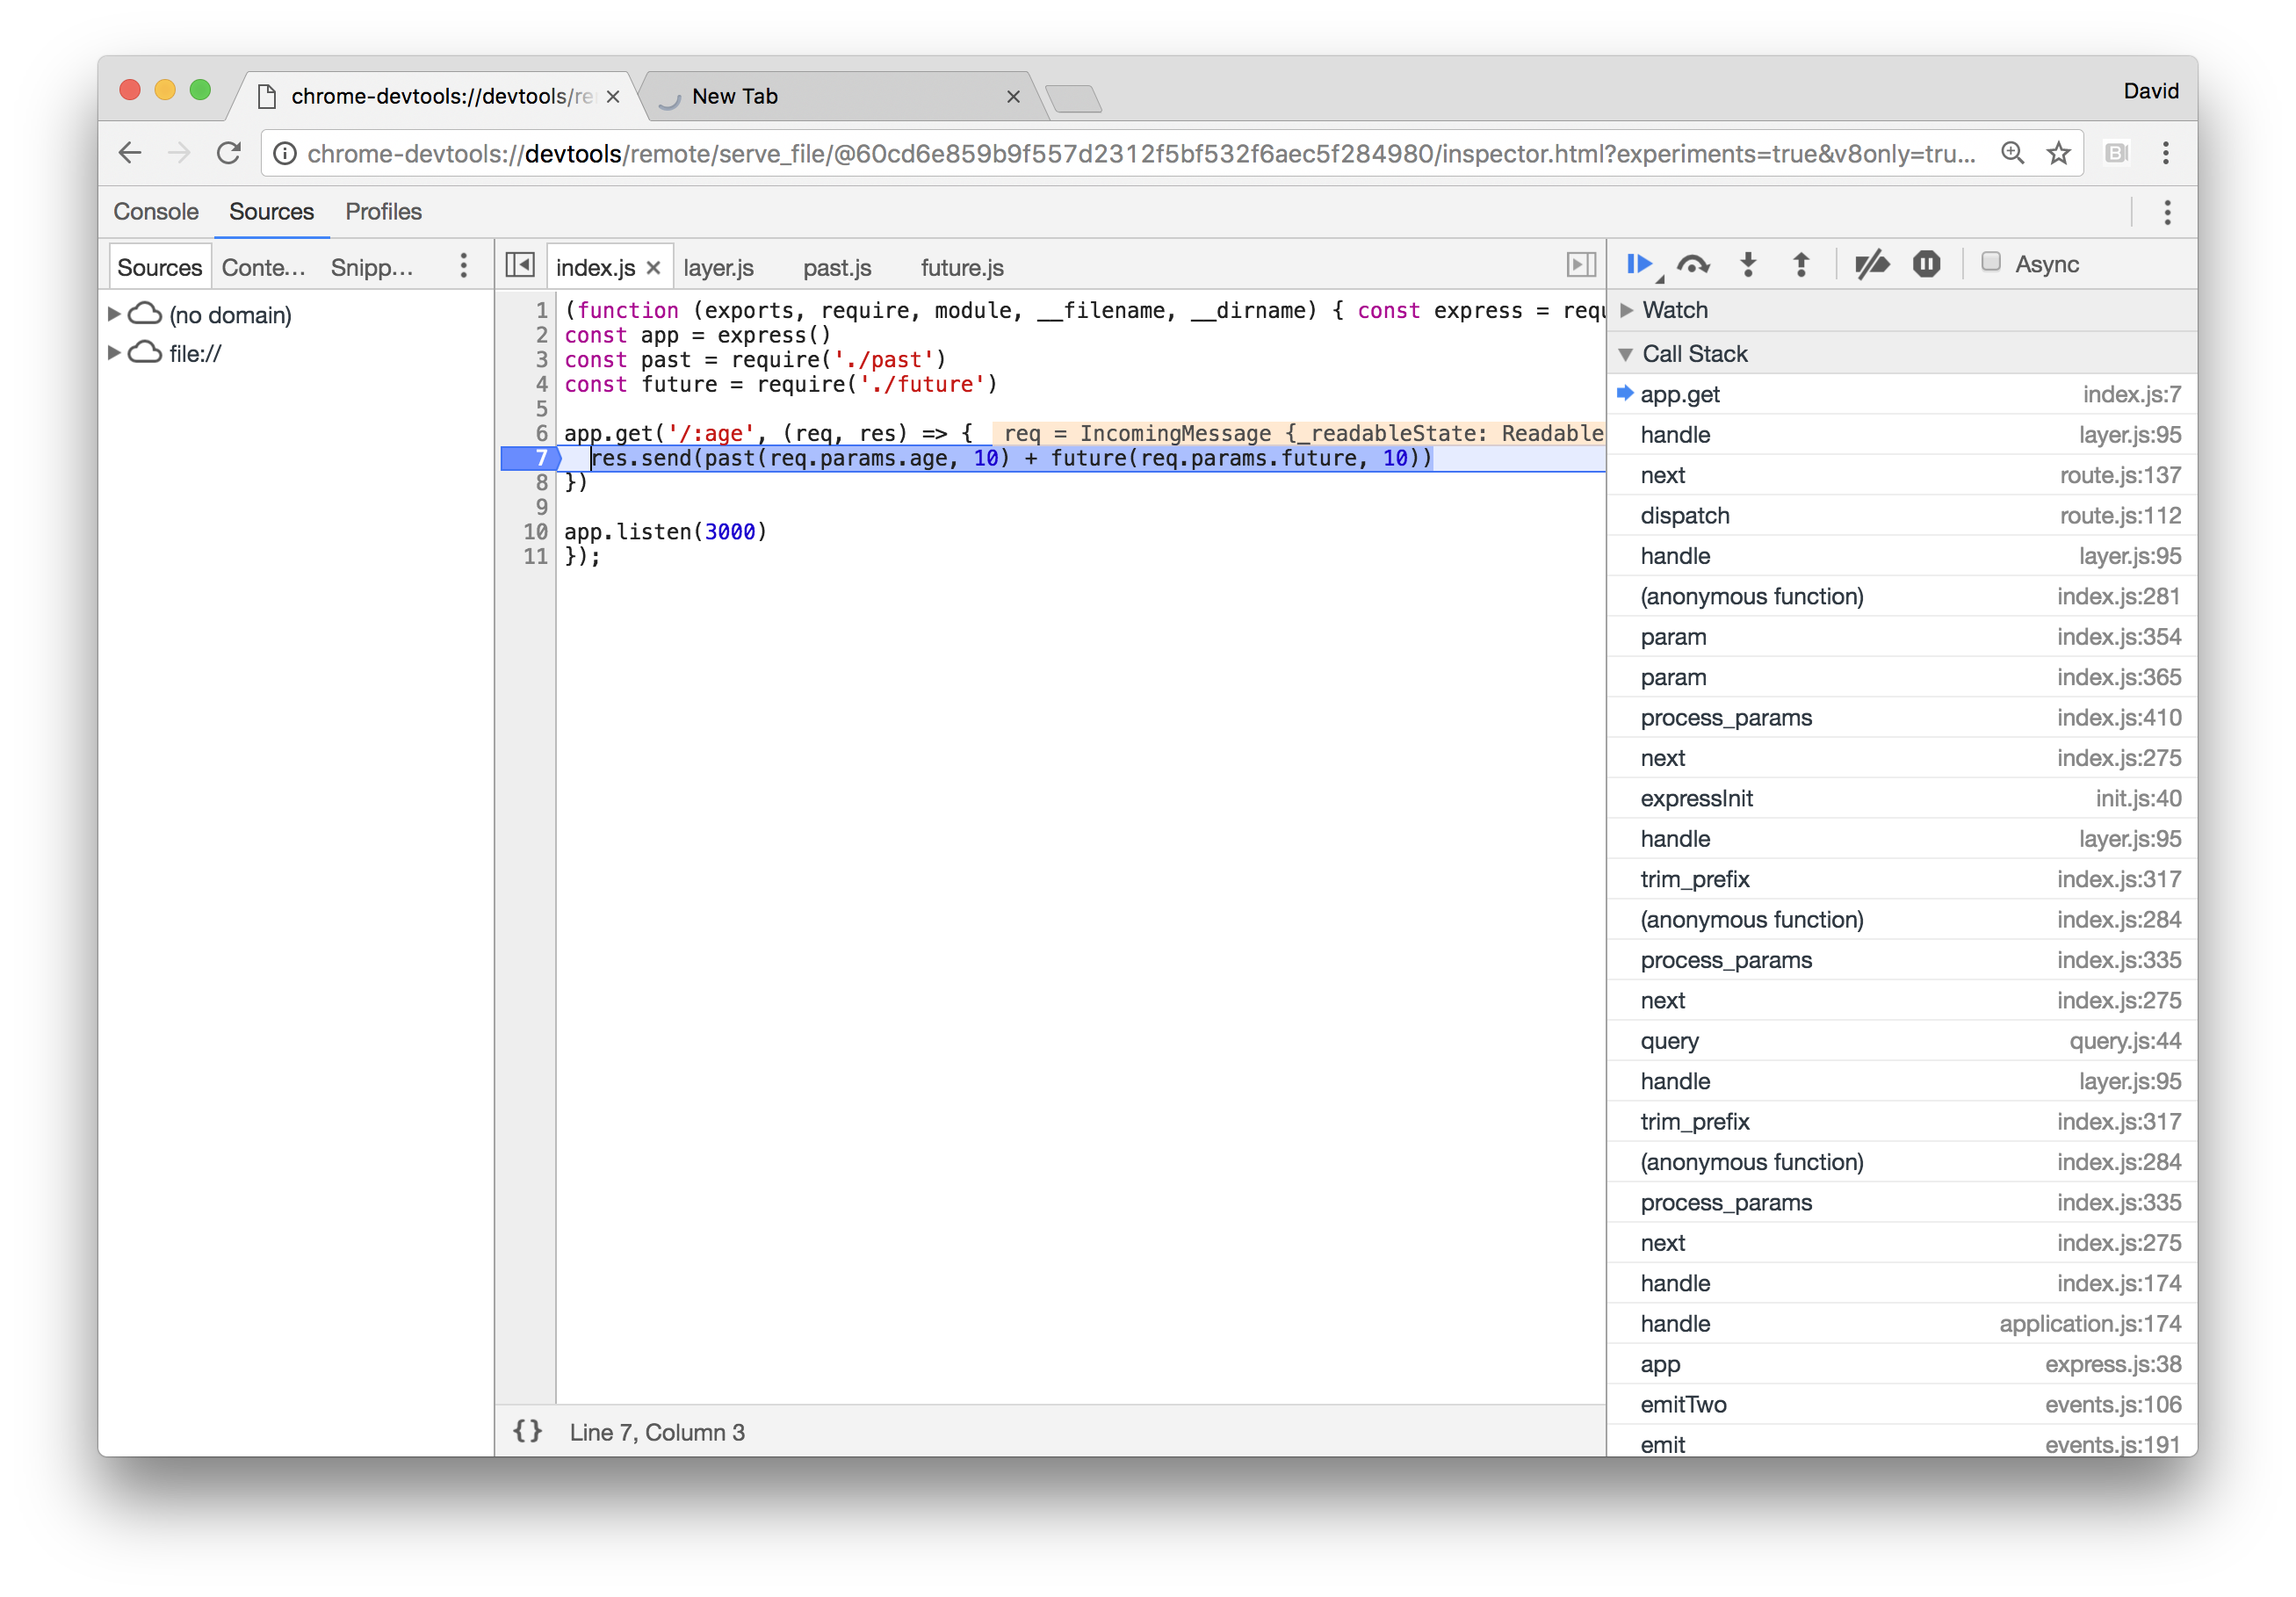 chrome-devtools://devtools/re
New Tab
David
chrome-devtools://devtools/remote/serve_file/@60cd6e859b9f557d2312f5bf532f6aec5f284980/inspector.html?experiments=true&v8only=tru...
Console Sources Profiles
Sources Conte... Snipp...
(no domain)
file://
index.js layer.js past.js future.js
1 (function (exports, require, module, __filename, __dirname) { const express = requ
2 const app = express()
3 const past = require('./past')
4 const future = require('./future')
5
6 app.get('/:age', (req, res) => { req = IncomingMessage {_readableState: Readable
7 res.send(past(req.params.age, 10) + future(req.params.future, 10))
8 })
9
10 app.listen(3000)
11 });
{} Line 7, Column 3
Async
Watch
Call Stack
app.get index.js:7
handle layer.js:95
next route.js:137
dispatch route.js:112
handle layer.js:95
(anonymous function) index.js:281
param index.js:354
param index.js:365
process_params index.js:410
next index.js:275
expressInit init.js:40
handle layer.js:95
trim_prefix index.js:317
(anonymous function) index.js:284
process_params index.js:335
next index.js:275
query query.js:44
handle layer.js:95
trim_prefix index.js:317
(anonymous function) index.js:284
process_params index.js:335
next index.js:275
handle index.js:174
handle application.js:174
app express.js:38
emitTwo events.js:106
emit events.js:191